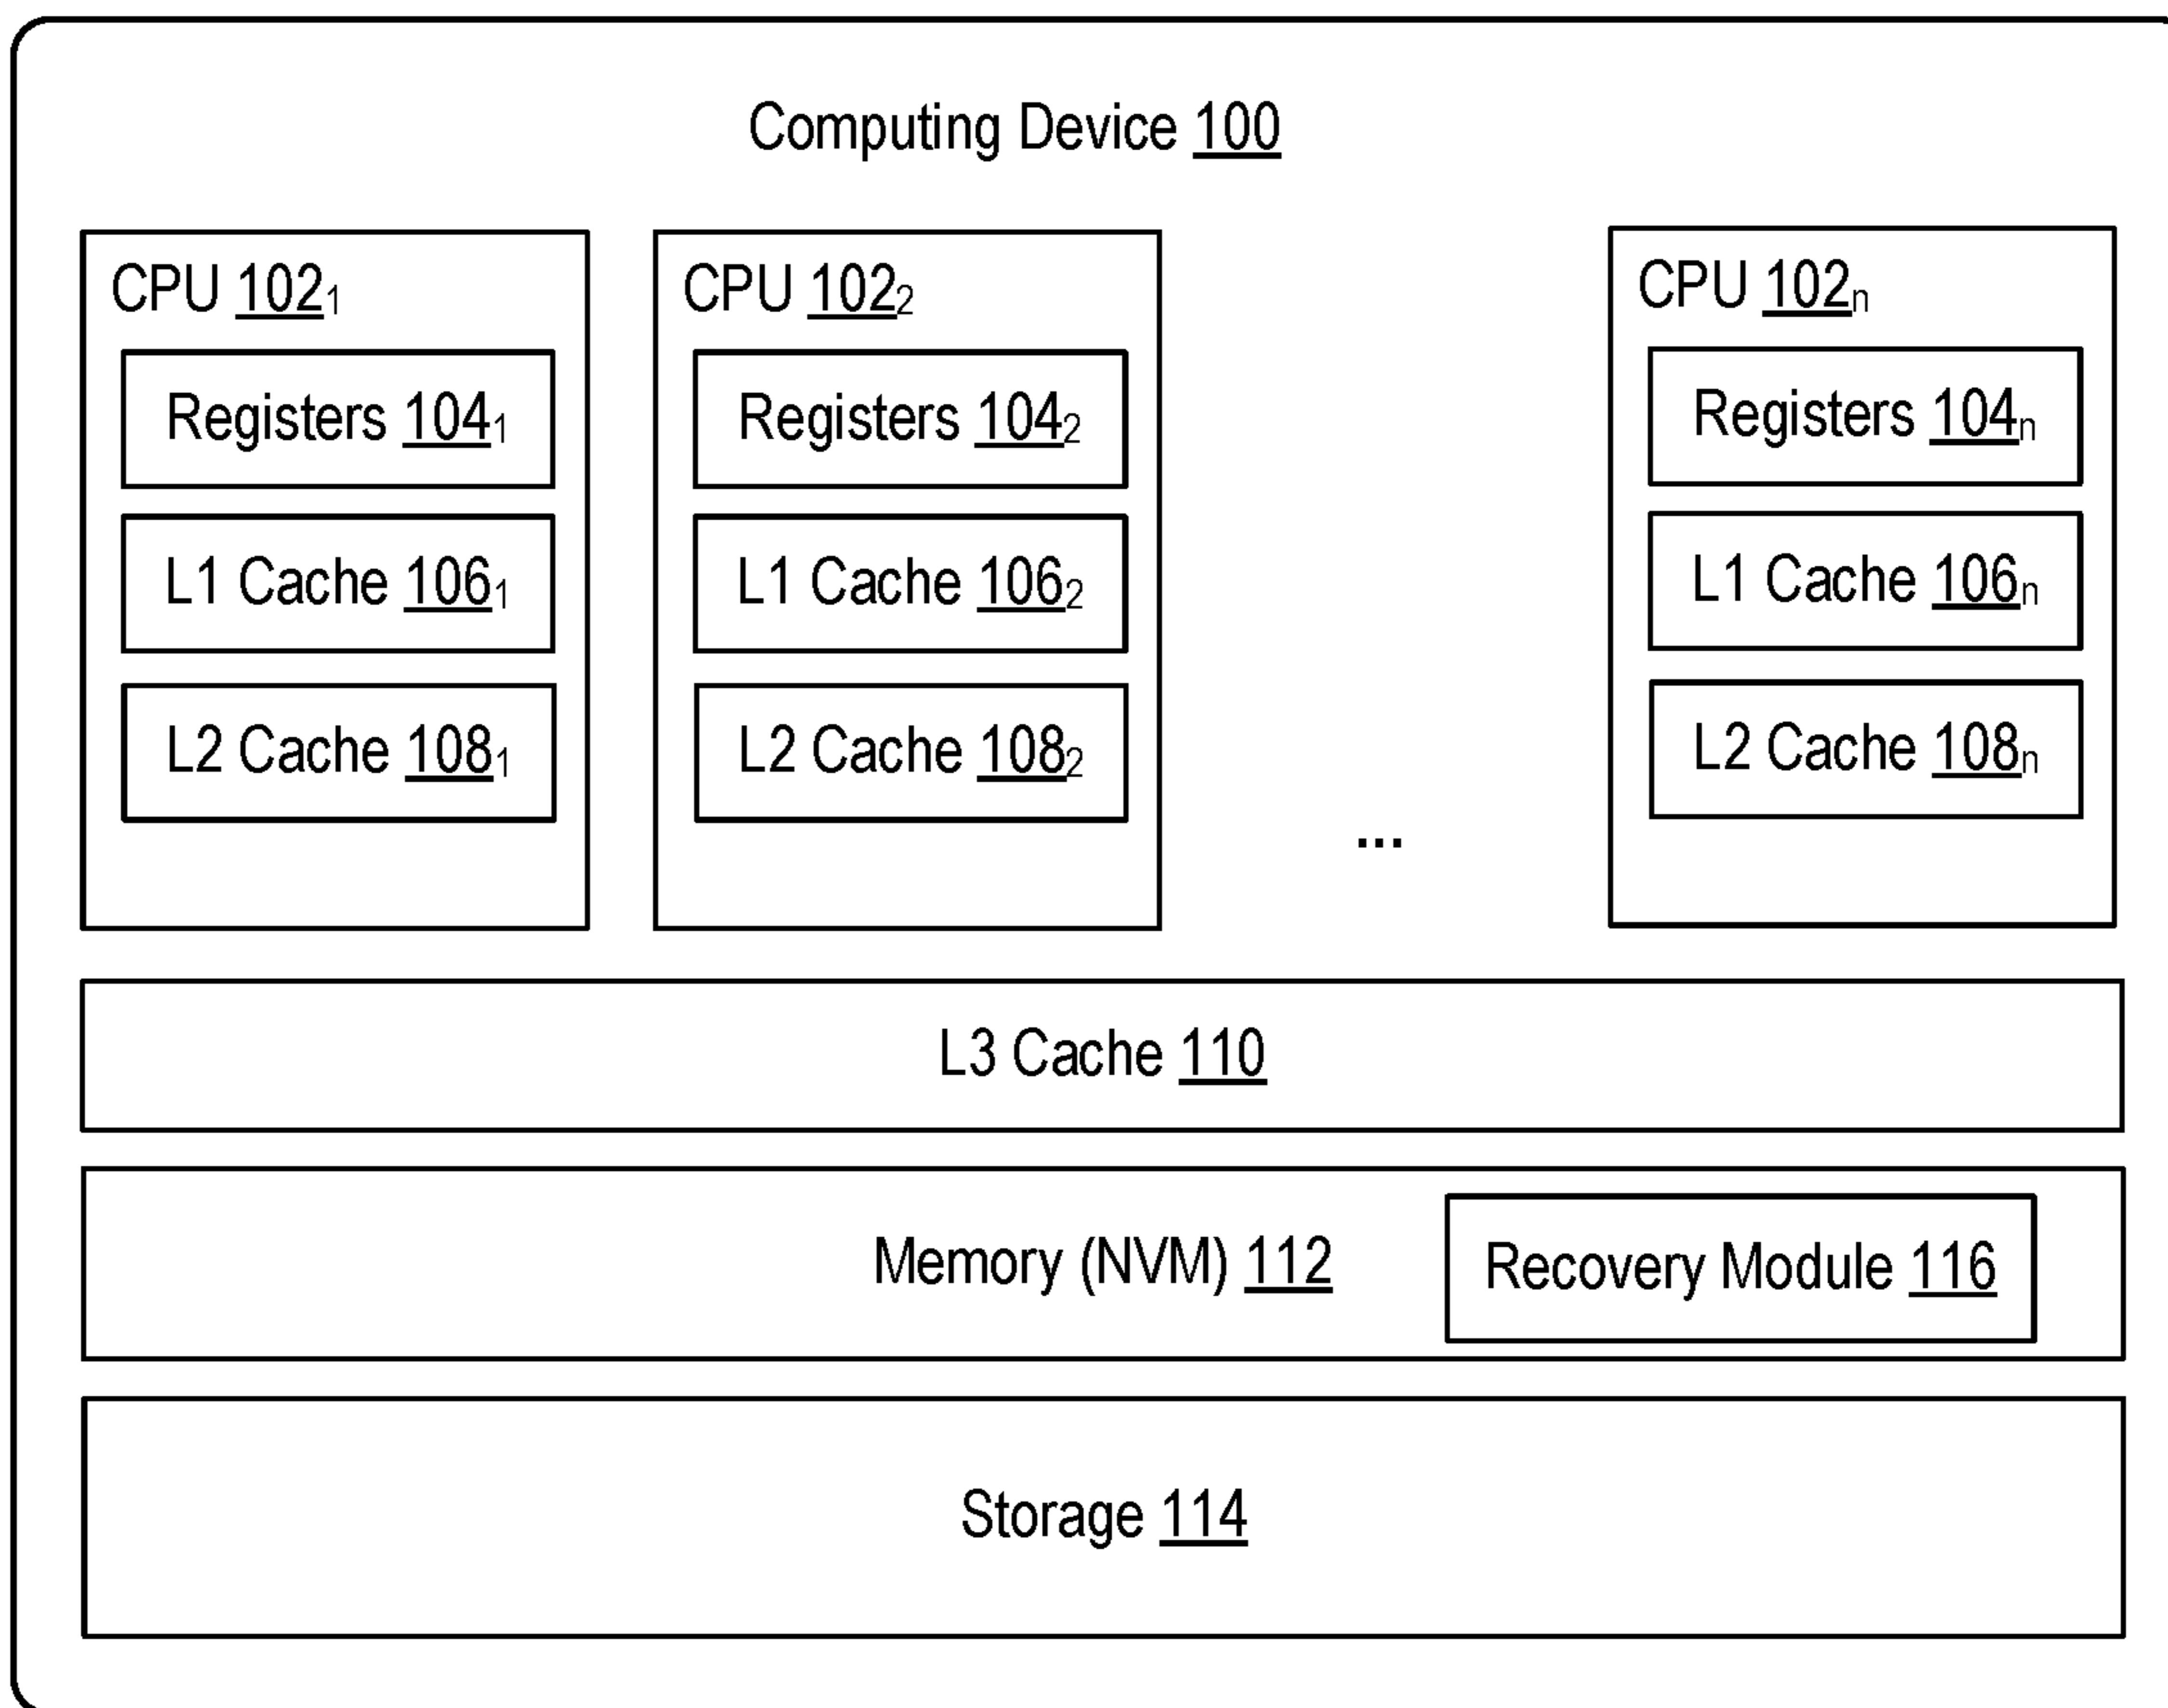 Computing Device 100
CPU 102₁
Registers 104₁
L1 Cache 106₁
L2 Cache 108₁
CPU 102₂
Registers 104₂
L1 Cache 106₂
L2 Cache 108₂
...
CPU 102ₙ
Registers 104ₙ
L1 Cache 106ₙ
L2 Cache 108ₙ
L3 Cache 110
Memory (NVM) 112
Recovery Module 116
Storage 114